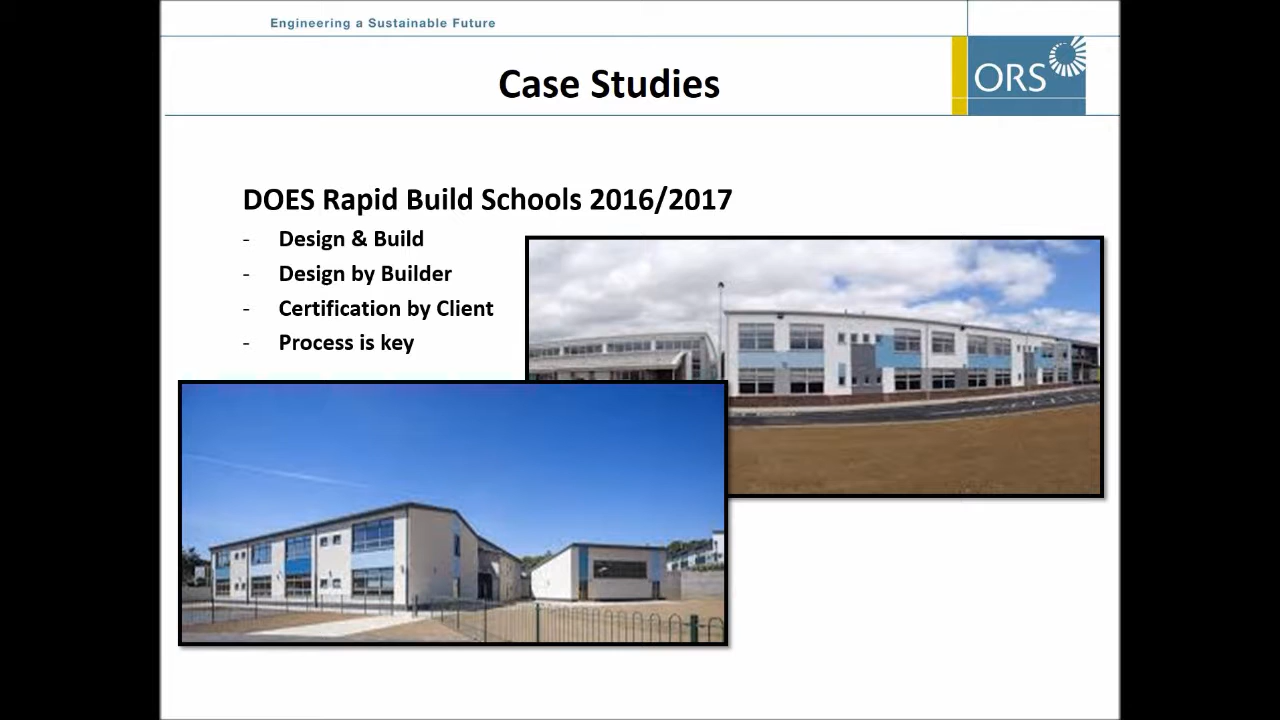 Engineering a Sustainable Future
Case Studies
ORS
DOES Rapid Build Schools 2016/2017
- Design & Build
- Design by Builder
- Certification by Client
- Process is key